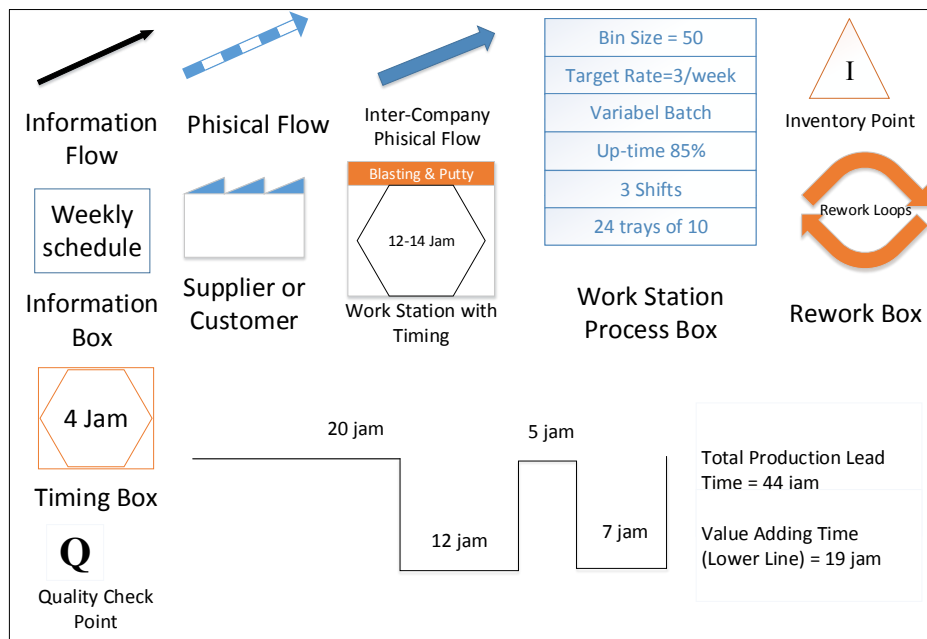 Information
Flow
Phisical Flow
Inter-Company
Phisical Flow
Bin Size = 50
Target Rate=3/week
Variabel Batch
Up-time 85%
3 Shifts
24 trays of 10
Work Station
Process Box
I
Inventory Point
Weekly
schedule
Information
Box
Supplier or
Customer
Blasting & Putty
12-14 Jam
Work Station with
Timing
Rework Loops
Rework Box
4 Jam
Timing Box
Q
Quality Check
Point
20 jam
12 jam
5 jam
7 jam
Total Production Lead
Time = 44 jam
Value Adding Time
(Lower Line) = 19 jam